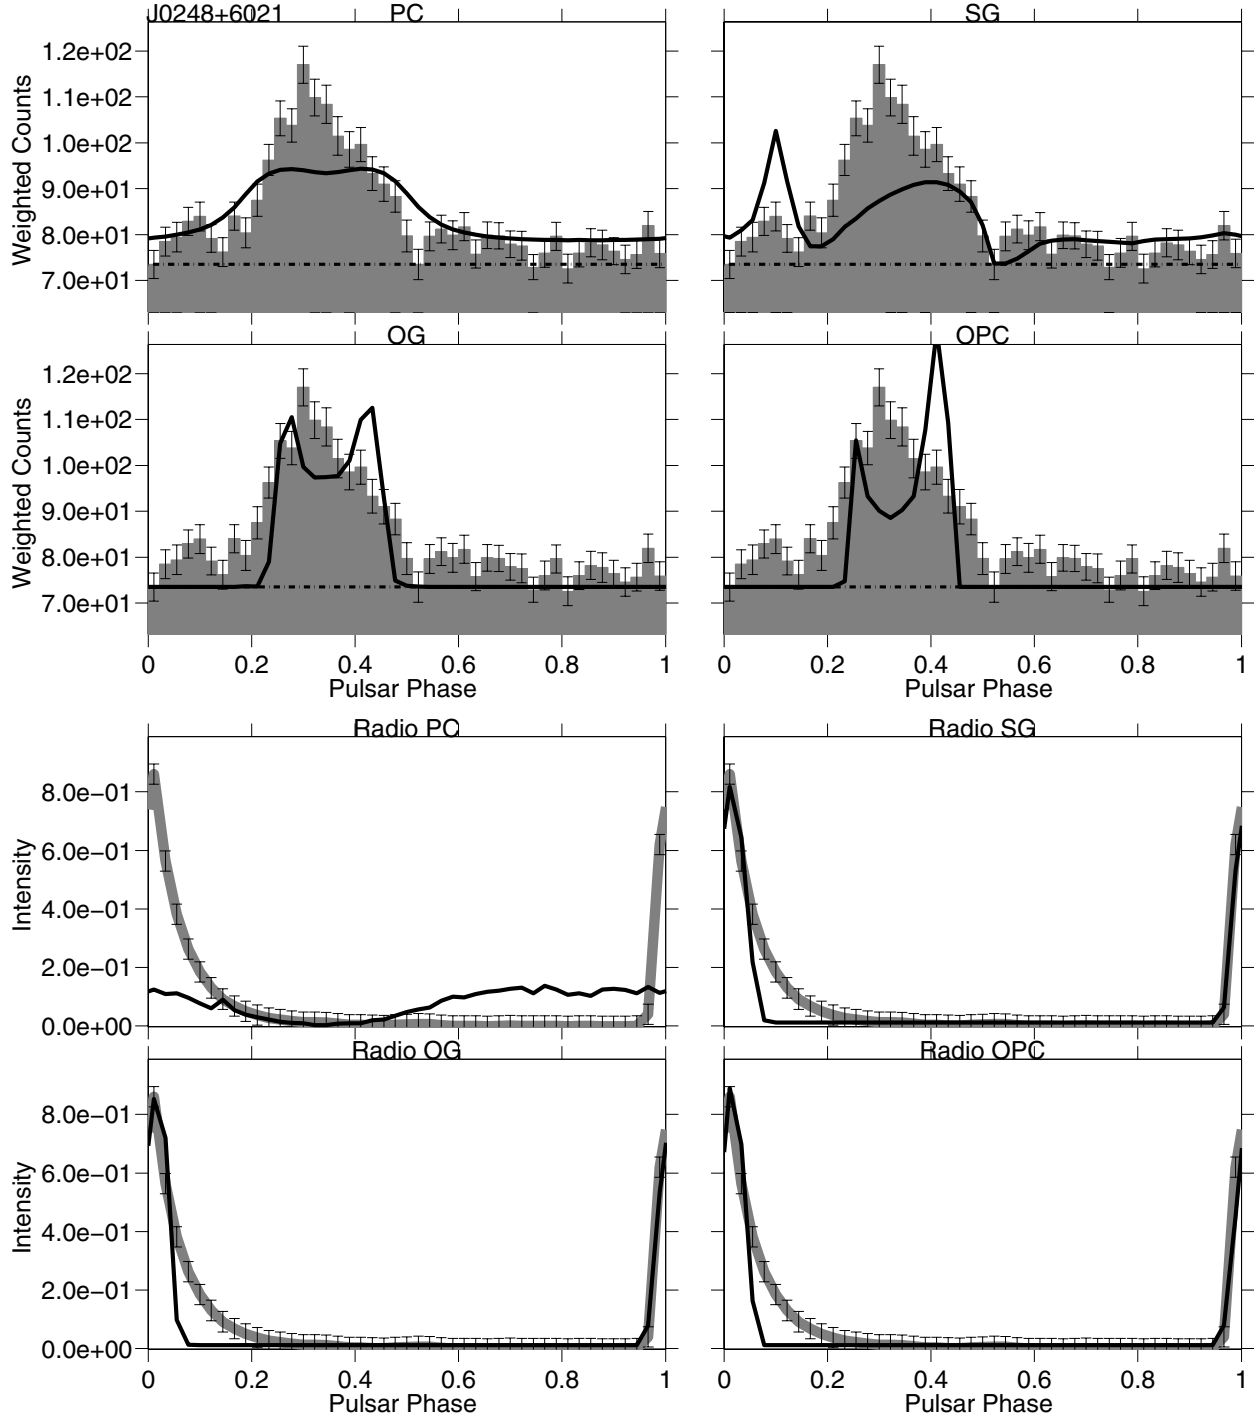 J0248+6021 PC SG
1.2e+02
1.1e+02
1.0e+02
9.0e+01
8.0e+01
7.0e+01
Weighted Counts
OG OPC
1.2e+02
1.1e+02
1.0e+02
9.0e+01
8.0e+01
7.0e+01
Weighted Counts
0 0.2 0.4 0.6 0.8 1 0 0.2 0.4 0.6 0.8 1
Pulsar Phase Pulsar Phase
Radio PC Radio SG
8.0e−01
6.0e−01
4.0e−01
2.0e−01
0.0e+00
Intensity
Radio OG Radio OPC
8.0e−01
6.0e−01
4.0e−01
2.0e−01
0.0e+00
Intensity
0 0.2 0.4 0.6 0.8 1 0 0.2 0.4 0.6 0.8 1
Pulsar Phase Pulsar Phase